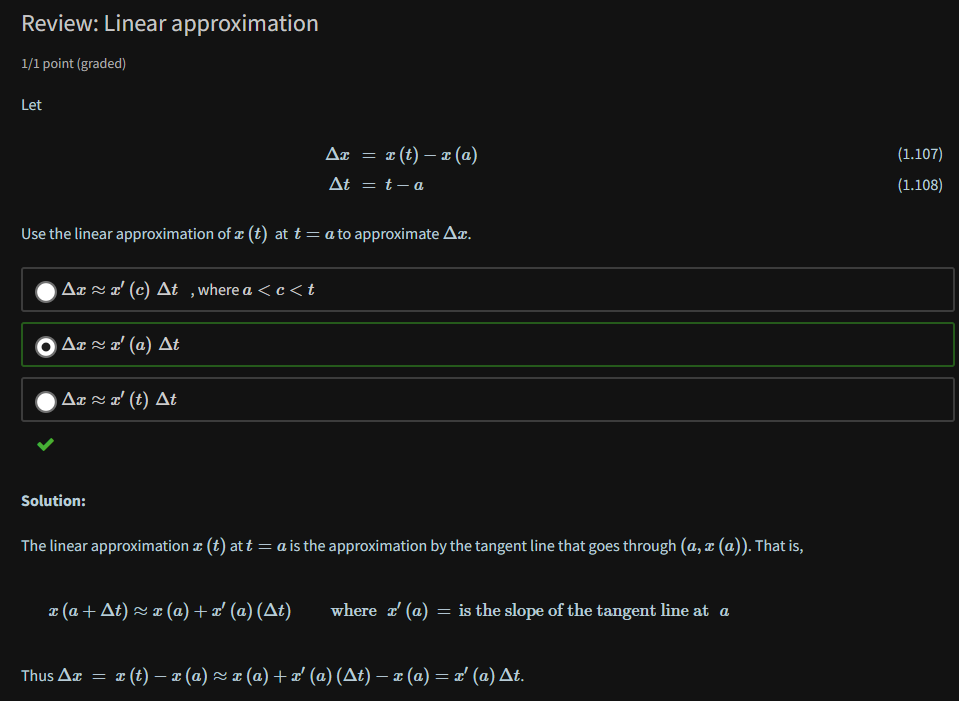 Review: Linear approximation
1/1 point (graded)
Let
Δx = x (t) − x (a) (1.107)
Δt = t − a (1.108)
Use the linear approximation of x (t) at t = a to approximate Δx.
Δx ≈ x′ (c) Δt , where a < c < t
Δx ≈ x′ (a) Δt
Δx ≈ x′ (t) Δt
Solution:
The linear approximation x (t) at t = a is the approximation by the tangent line that goes through (a, x (a)). That is,
x (a + Δt) ≈ x (a) + x′ (a) (Δt) where x′ (a) = is the slope of the tangent line at a
Thus Δx = x (t) − x (a) ≈ x (a) + x′ (a) (Δt) − x (a) = x′ (a) Δt.